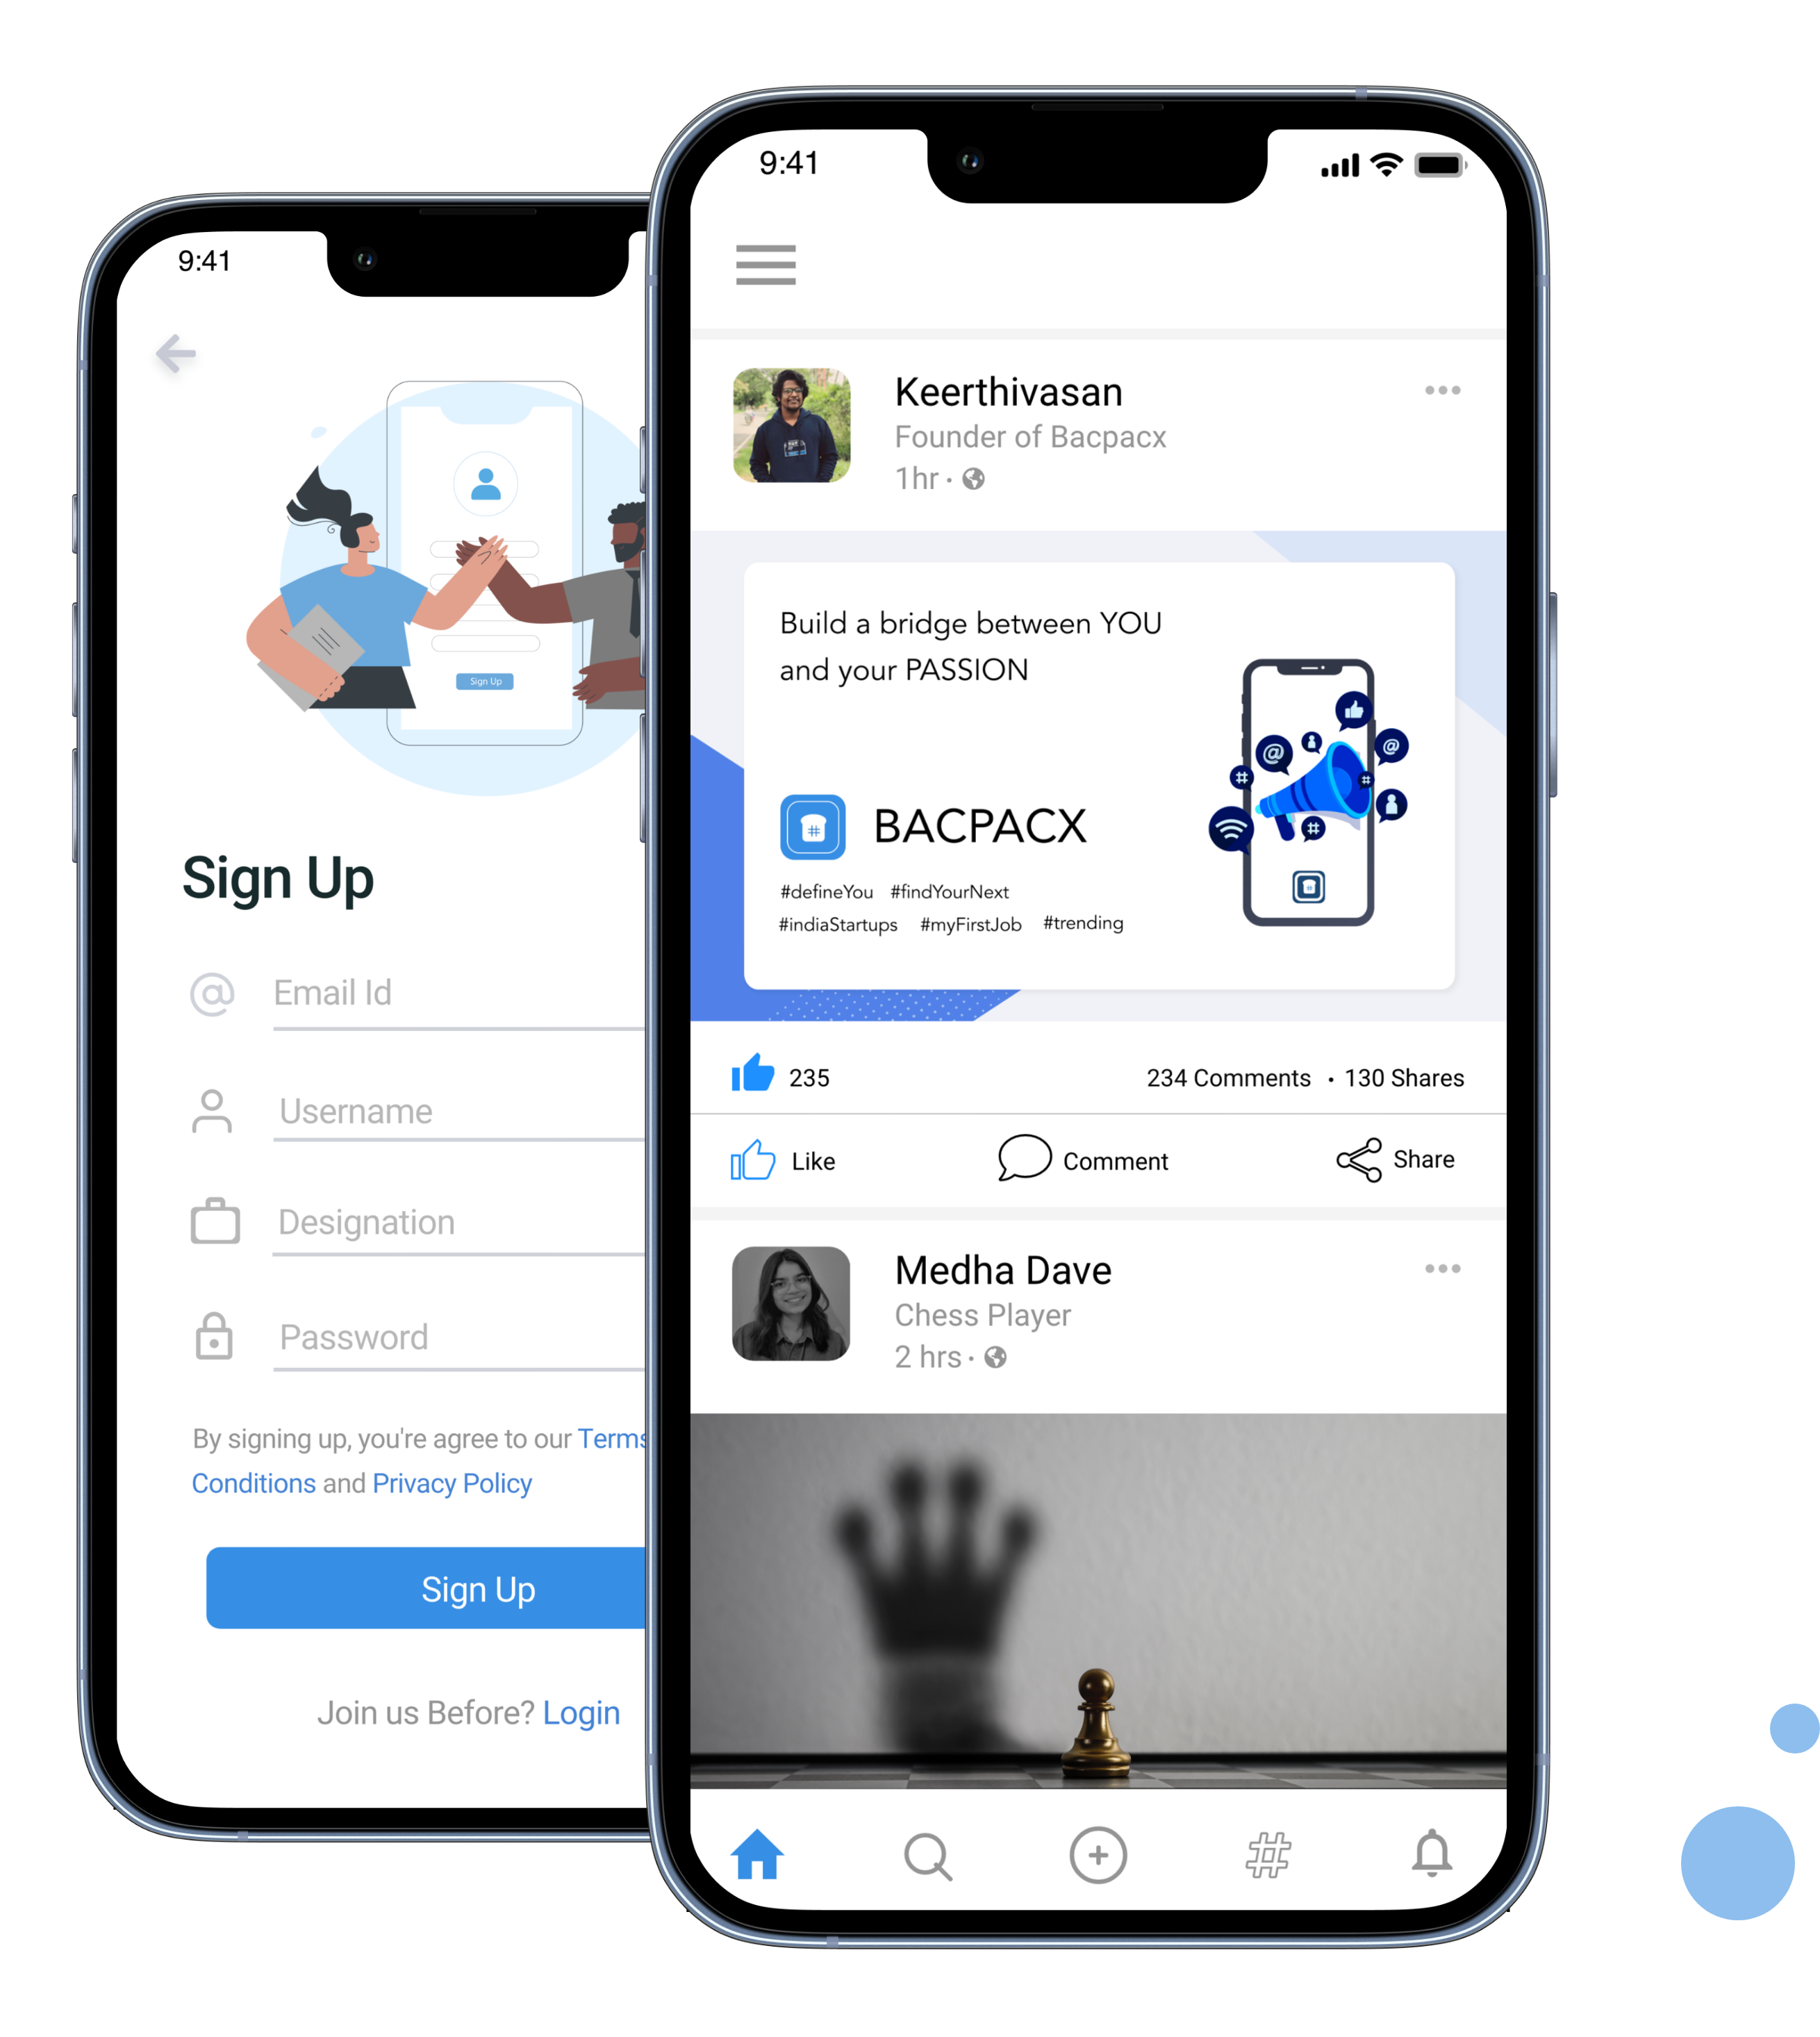 9:41
Sign Up
Sign Up
Email Id
Username
Designation
Password
By signing up, you're agree to our Terms
Conditions and Privacy Policy
Sign Up
Join us Before? Login
9:41
Keerthivasan
Founder of Bacpacx
1hr ·
Build a bridge between YOU
and your PASSION
BACPACX
#defineYou #findYourNext
#indiaStartups #myFirstJob #trending
235
234 Comments • 130 Shares
Like Comment Share
Medha Dave
Chess Player
2 hrs ·